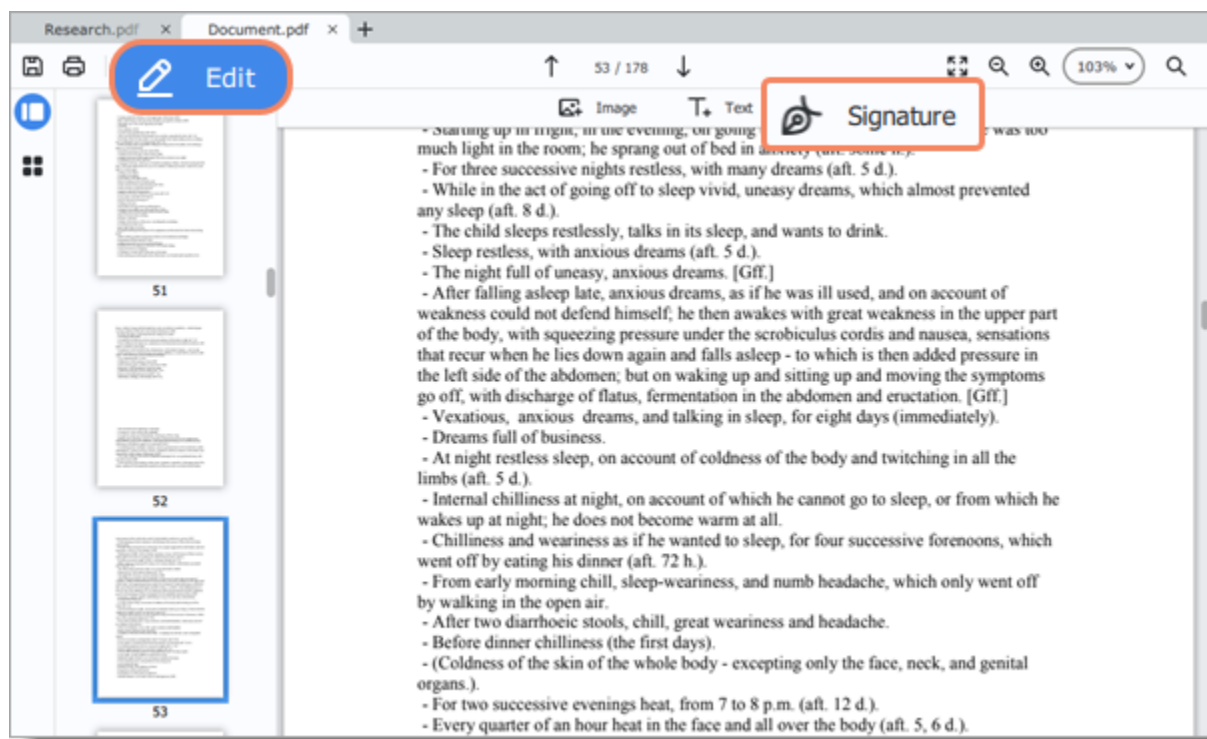 Research.pdf × Document.pdf × +
Edit
53 / 178
103%
Image
Text
Signature
- Starting up in fright, in the evening, on going was too
much light in the room; he sprang out of bed in anxiety (aft. some h.).
- For three successive nights restless, with many dreams (aft. 5 d.).
- While in the act of going off to sleep vivid, uneasy dreams, which almost prevented
any sleep (aft. 8 d.).
- The child sleeps restlessly, talks in its sleep, and wants to drink.
- Sleep restless, with anxious dreams (aft. 5 d.).
- The night full of uneasy, anxious dreams. [Gff.]
- After falling asleep late, anxious dreams, as if he was ill used, and on account of
weakness could not defend himself; he then awakes with great weakness in the upper part
of the body, with squeezing pressure under the scrobiculus cordis and nausea, sensations
that recur when he lies down again and falls asleep - to which is then added pressure in
the left side of the abdomen; but on waking up and sitting up and moving the symptoms
go off, with discharge of flatus, fermentation in the abdomen and eructation. [Gff.]
- Vexatious, anxious dreams, and talking in sleep, for eight days (immediately).
- Dreams full of business.
- At night restless sleep, on account of coldness of the body and twitching in all the
limbs (aft. 5 d.).
- Internal chilliness at night, on account of which he cannot go to sleep, or from which he
wakes up at night; he does not become warm at all.
- Chilliness and weariness as if he wanted to sleep, for four successive forenoons, which
went off by eating his dinner (aft. 72 h.).
- From early morning chill, sleep-weariness, and numb headache, which only went off
by walking in the open air.
- After two diarrhoeic stools, chill, great weariness and headache.
- Before dinner chilliness (the first days).
- (Coldness of the skin of the whole body - excepting only the face, neck, and genital
organs.).
- For two successive evenings heat, from 7 to 8 p.m. (aft. 12 d.).
- Every quarter of an hour heat in the face and all over the body (aft. 5, 6 d.).
51
52
53